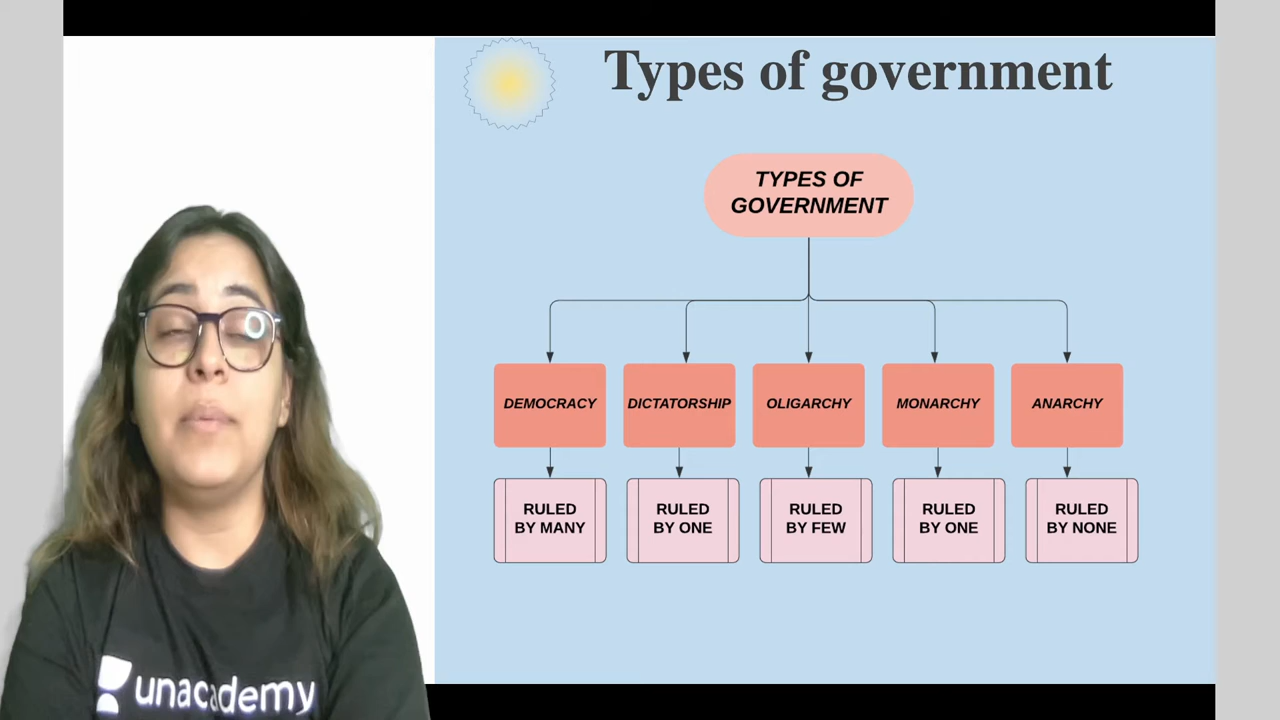 Types of government
TYPES OF
GOVERNMENT
DEMOCRACY
DICTATORSHIP
OLIGARCHY
MONARCHY
ANARCHY
RULED
BY MANY
RULED
BY ONE
RULED
BY FEW
RULED
BY ONE
RULED
BY NONE
unacademy